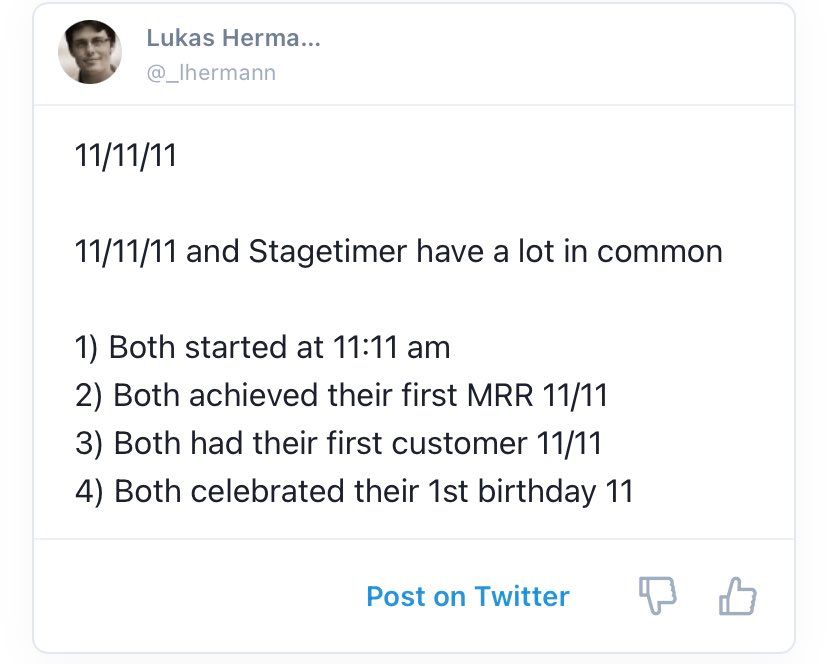 Lukas Herma...
@_lhermann
11/11/11
11/11/11 and Stagetimer have a lot in common
1) Both started at 11:11 am
2) Both achieved their first MRR 11/11
3) Both had their first customer 11/11
4) Both celebrated their 1st birthday 11
Post on Twitter